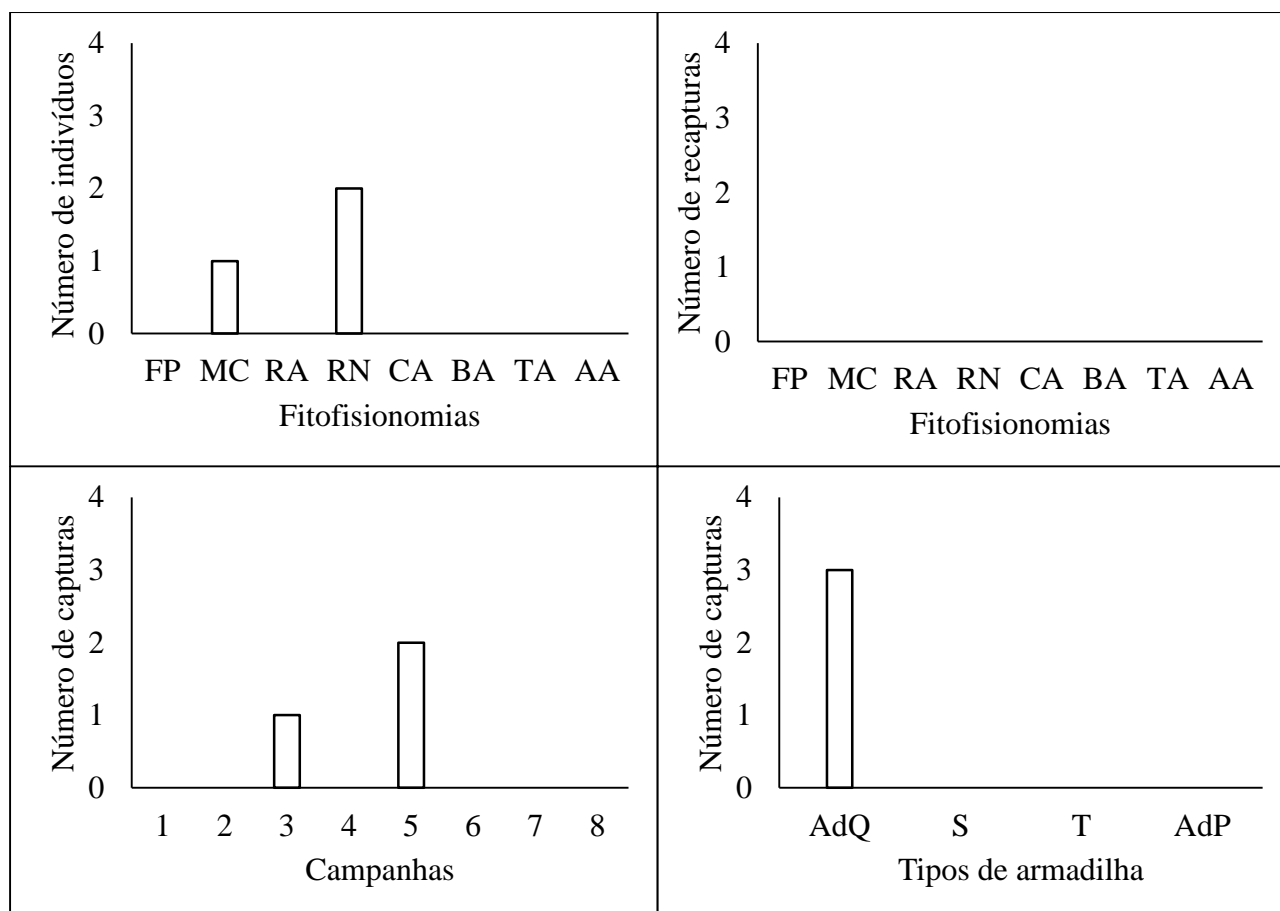 Número de indivíduos
4
3
2
1
0
FP MC RA RN CA BA TA AA
Fitofisionomias
Número de recapturas
4
3
2
1
0
FP MC RA RN CA BA TA AA
Fitofisionomias
Número de capturas
4
3
2
1
0
1 2 3 4 5 6 7 8
Campanhas
Número de capturas
4
3
2
1
0
AdQ S T AdP
Tipos de armadilha